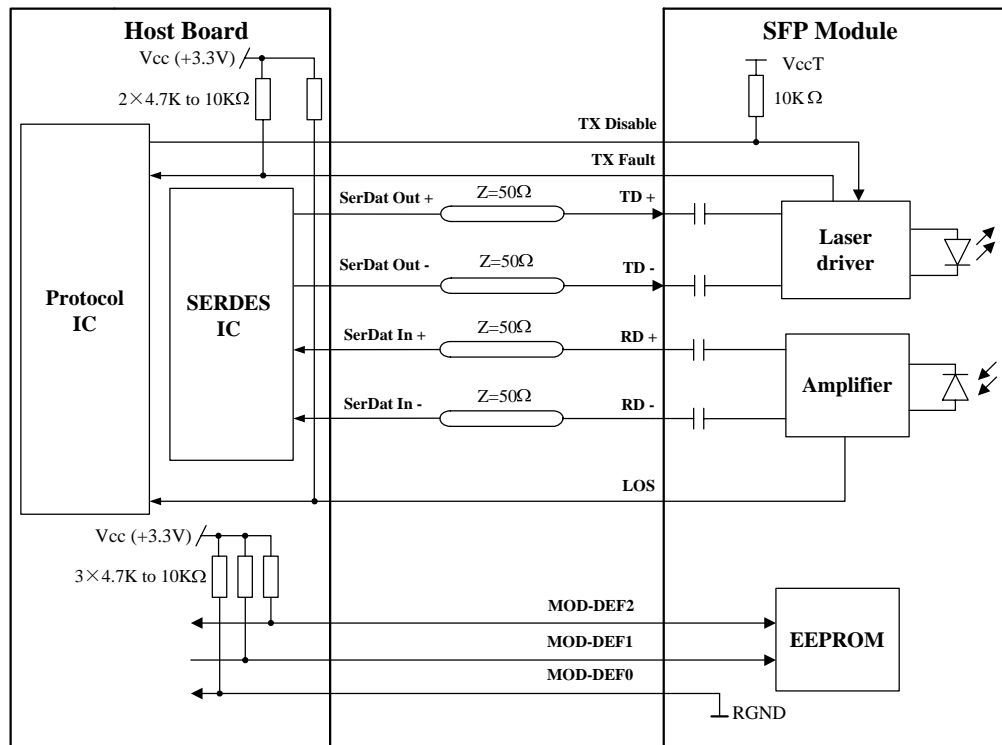 Host Board
SFP Module
Vcc (+3.3V)
VccT
2×4.7K to 10KΩ
10KΩ
TX Disable
TX Fault
SerDat Out +
Z=50Ω
TD +
Laser
driver
SerDat Out -
Z=50Ω
TD -
Protocol
IC
SERDES
IC
SerDat In +
Z=50Ω
RD +
Amplifier
SerDat In -
Z=50Ω
RD -
LOS
Vcc (+3.3V)
3×4.7K to 10KΩ
MOD-DEF2
MOD-DEF1
EEPROM
MOD-DEF0
RGND